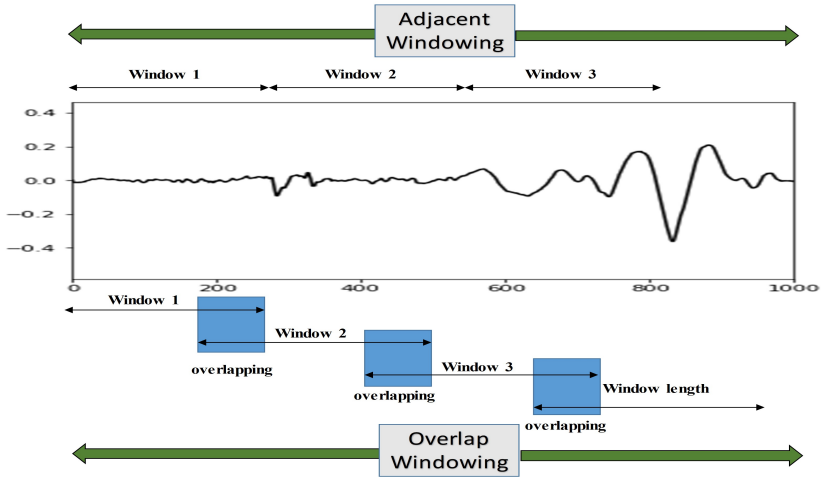 Adjacent
Windowing
Window 1
Window 2
Window 3
0.4
0.2
0.0
−0.2
−0.4
0
200
400
600
800
1000
Window 1
Window 2
overlapping
Window 3
overlapping
Window length
overlapping
Overlap
Windowing